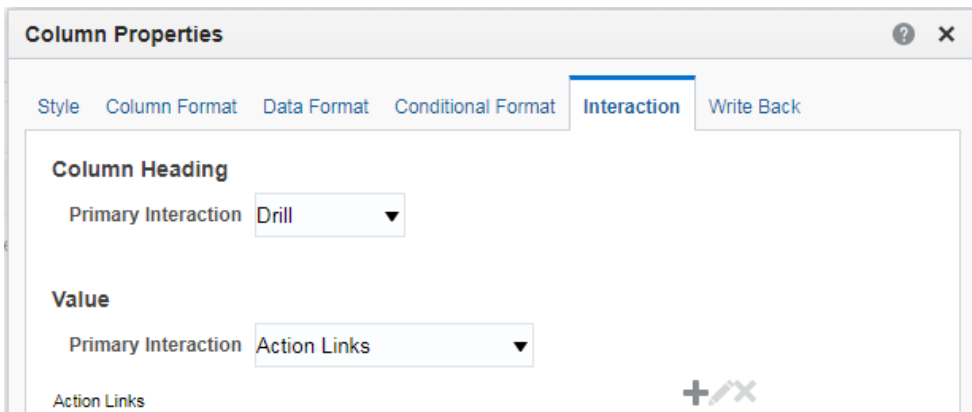 Column Properties
Style Column Format Data Format Conditional Format Interaction Write Back
Column Heading
Primary Interaction Drill
Value
Primary Interaction Action Links
Action Links